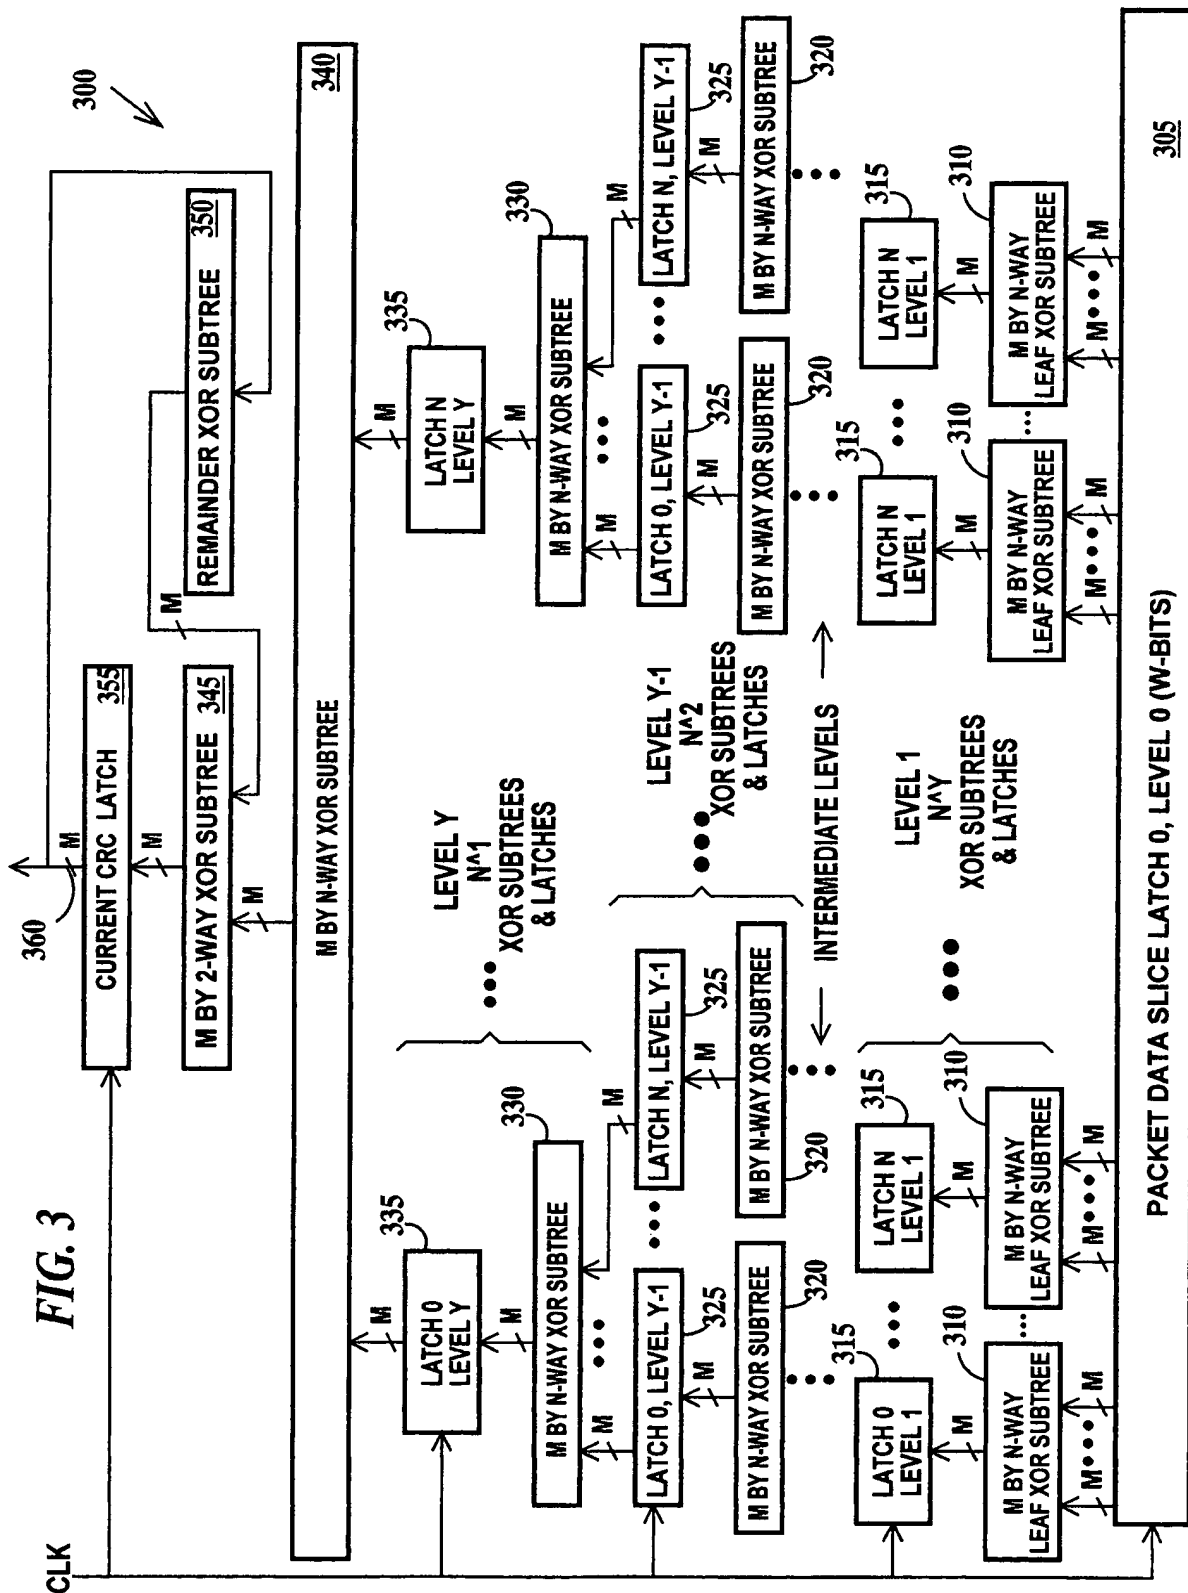 FIG. 3
300
CLK
360
M
CURRENT CRC LATCH 355
M
M BY 2-WAY XOR SUBTREE 345
M
REMAINDER XOR SUBTREE 350
M
M BY N-WAY XOR SUBTREE 340
M
M
LATCH 0
LEVEL Y
335
LATCH N
LEVEL Y
335
LEVEL Y
N^1
XOR SUBTREES
& LATCHES
M
M
M BY N-WAY XOR SUBTREE
330
M BY N-WAY XOR SUBTREE
330
M
M
M
M
LATCH 0, LEVEL Y-1
325
LATCH N, LEVEL Y-1
325
LATCH 0, LEVEL Y-1
325
LATCH N, LEVEL Y-1
325
LEVEL Y-1
N^2
XOR SUBTREES
& LATCHES
M
M
M
M
M BY N-WAY XOR SUBTREE
320
M BY N-WAY XOR SUBTREE
320
M BY N-WAY XOR SUBTREE
320
M BY N-WAY XOR SUBTREE
320
INTERMEDIATE LEVELS
LATCH 0
LEVEL 1
315
LATCH N
LEVEL 1
315
LATCH N
LEVEL 1
315
LATCH N
LEVEL 1
315
LEVEL 1
N^Y
XOR SUBTREES
& LATCHES
M
M
M
M
M BY N-WAY
LEAF XOR SUBTREE
310
M BY N-WAY
LEAF XOR SUBTREE
310
M BY N-WAY
LEAF XOR SUBTREE
310
M BY N-WAY
LEAF XOR SUBTREE
310
M M
M M
M M
M M
PACKET DATA SLICE LATCH 0, LEVEL 0 (W-BITS) 305